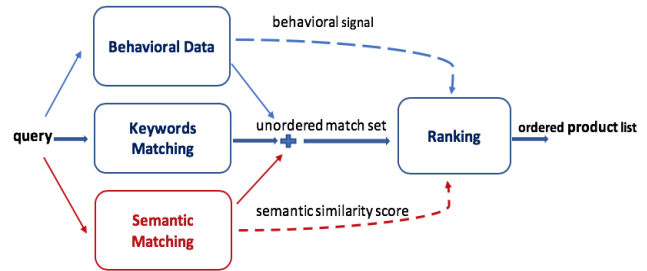 behavioral signal
Behavioral Data
query
Keywords
Matching
unordered match set
Ranking
ordered product list
Semantic
Matching
semantic similarity score